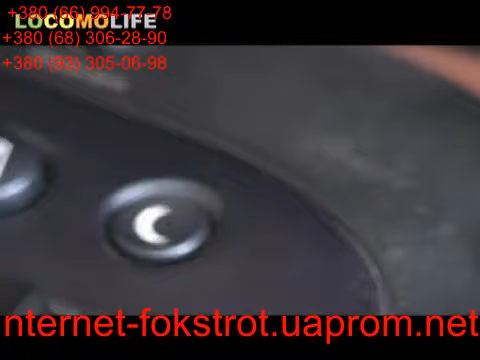 +380 (66) 994-77-78
LOCOMOLIFE
+380 (68) 306-28-90
+380 (93) 305-06-98
nternet-fokstrot.uaprom.net